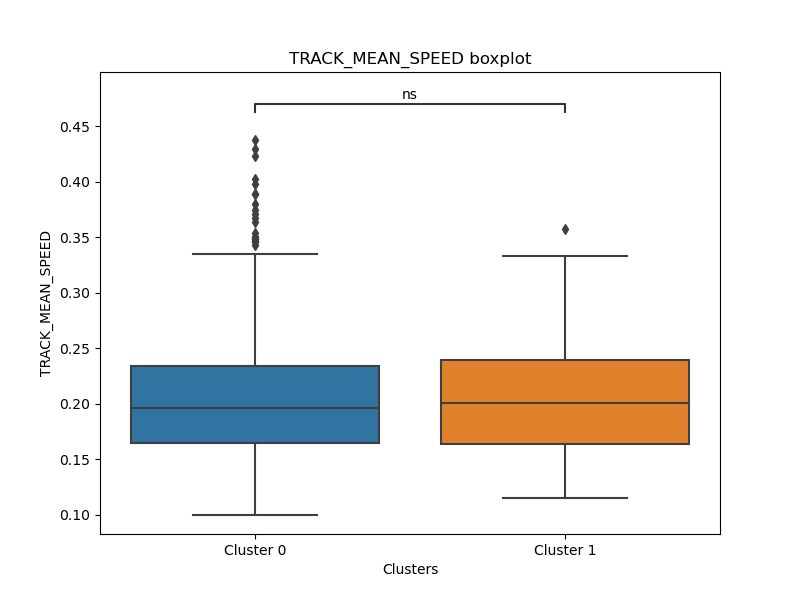 TRACK_MEAN_SPEED boxplot
ns
0.45
0.40
0.35
0.30
0.25
0.20
0.15
0.10
TRACK_MEAN_SPEED
Cluster 0
Cluster 1
Clusters